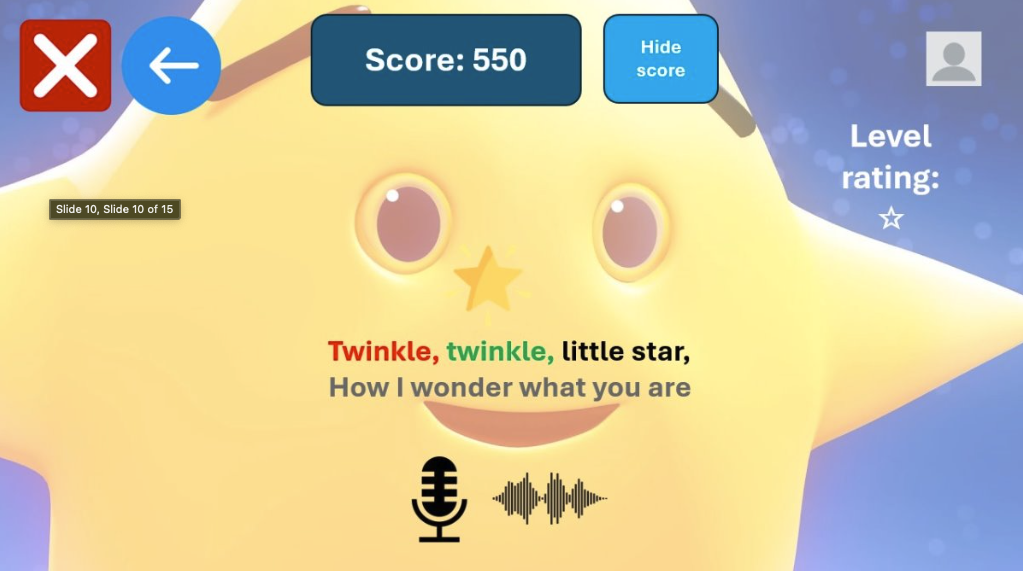 Score: 550
Hide
score
Level
rating:
Slide 10, Slide 10 of 15
Twinkle, twinkle, little star,
How I wonder what you are